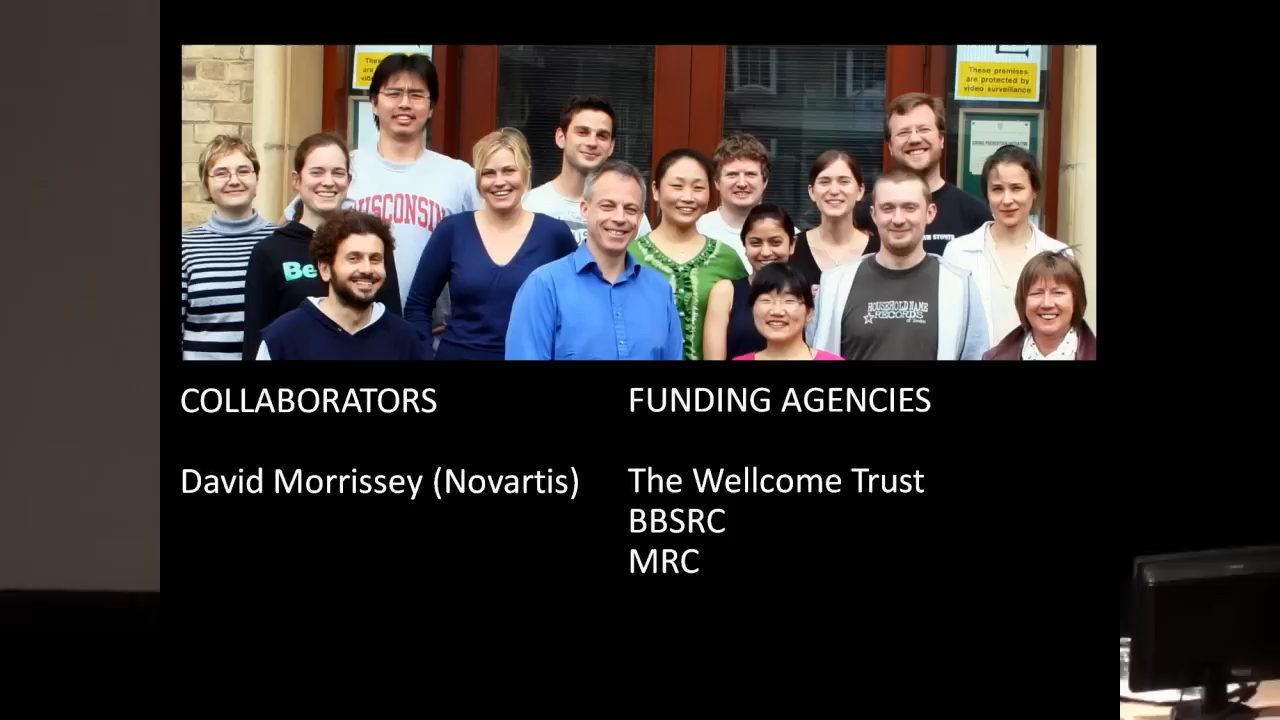 These premises
are protected by
video surveillance
WISCONSIN
Be
HOUSEHOLD NAME
RECORDS
COLLABORATORS
FUNDING AGENCIES
David Morrissey (Novartis)
The Wellcome Trust
BBSRC
MRC